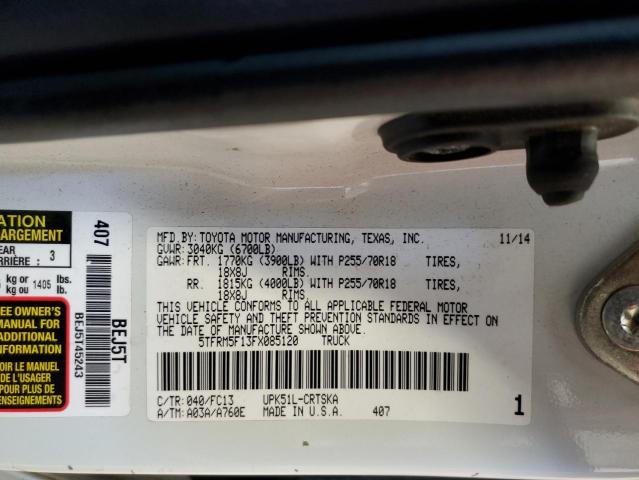 ATION
ARGEMENT
EAR
RRIÈRE : 3
kg or
kg ou 1405 lbs.
lb.
EE OWNER'S
MANUAL FOR
ADDITIONAL
INFORMATION
OIR LE MANUEL
DE L'USAGER
POUR PLUS DE
RENSEIGNEMENTS
407
BEJ5T
BEJ5T45243
MFD. BY: TOYOTA MOTOR MANUFACTURING, TEXAS, INC. 11/14
GVWR: 3040KG (6700LB)
GAWR: FRT. 1770KG (3900LB) WITH P255/70R18 TIRES,
18X8J RIMS.
RR. 1815KG (4000LB) WITH P255/70R18 TIRES,
18X8J RIMS.
THIS VEHICLE CONFORMS TO ALL APPLICABLE FEDERAL MOTOR
VEHICLE SAFETY AND THEFT PREVENTION STANDARDS IN EFFECT
ON THE DATE OF MANUFACTURE SHOWN ABOVE.
5TFRM5F13FX085120 TRUCK
C/TR: 040/FC13 UPK51L-CRTSKA
A/TM: A03A/A760E MADE IN U.S.A. 407
1